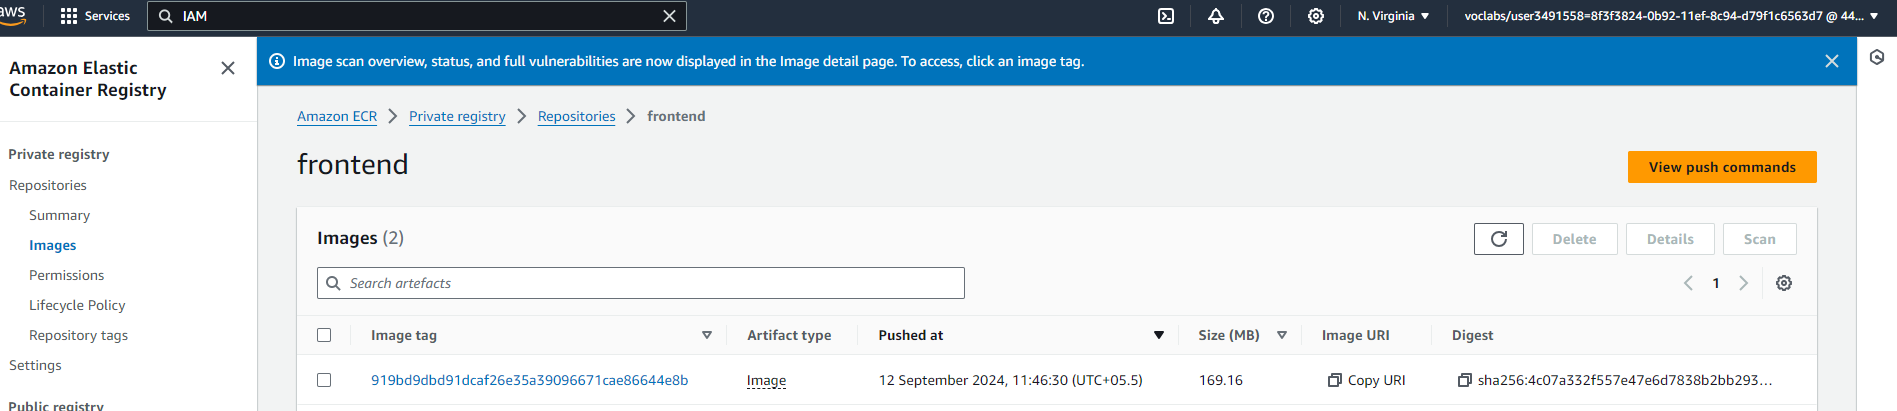 aws Services IAM N. Virginia voclabs/user3491558=8f3f3824-0b92-11ef-8c94-d79f1c6563d7 @ 44...
Amazon Elastic
Container Registry
Private registry
Repositories
Summary
Images
Permissions
Lifecycle Policy
Repository tags
Settings
Public registry
Image scan overview, status, and full vulnerabilities are now displayed in the Image detail page. To access, click an image tag.
Amazon ECR > Private registry > Repositories > frontend
frontend
View push commands
Images (2)
Delete Details Scan
Search artefacts
1
Image tag Artifact type Pushed at Size (MB) Image URI Digest
919bd9dbd91dcaf26e35a39096671cae86644e8b Image 12 September 2024, 11:46:30 (UTC+05.5) 169.16 Copy URI sha256:4c07a332f557e47e6d7838b2bb293...